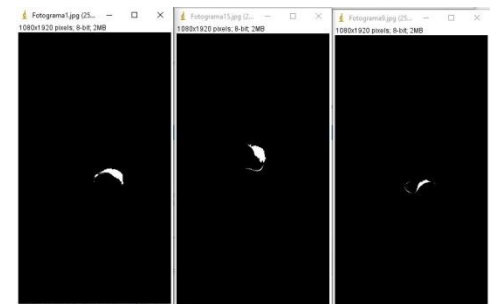 Fotograma1.jpg (25...
1080x1920 pixels; 8-bit; 2MB
Fotograma15.jpg (2...
1080x1920 pixels; 8-bit; 2MB
Fotograma9.jpg (25...
1080x1920 pixels; 8-bit; 2MB